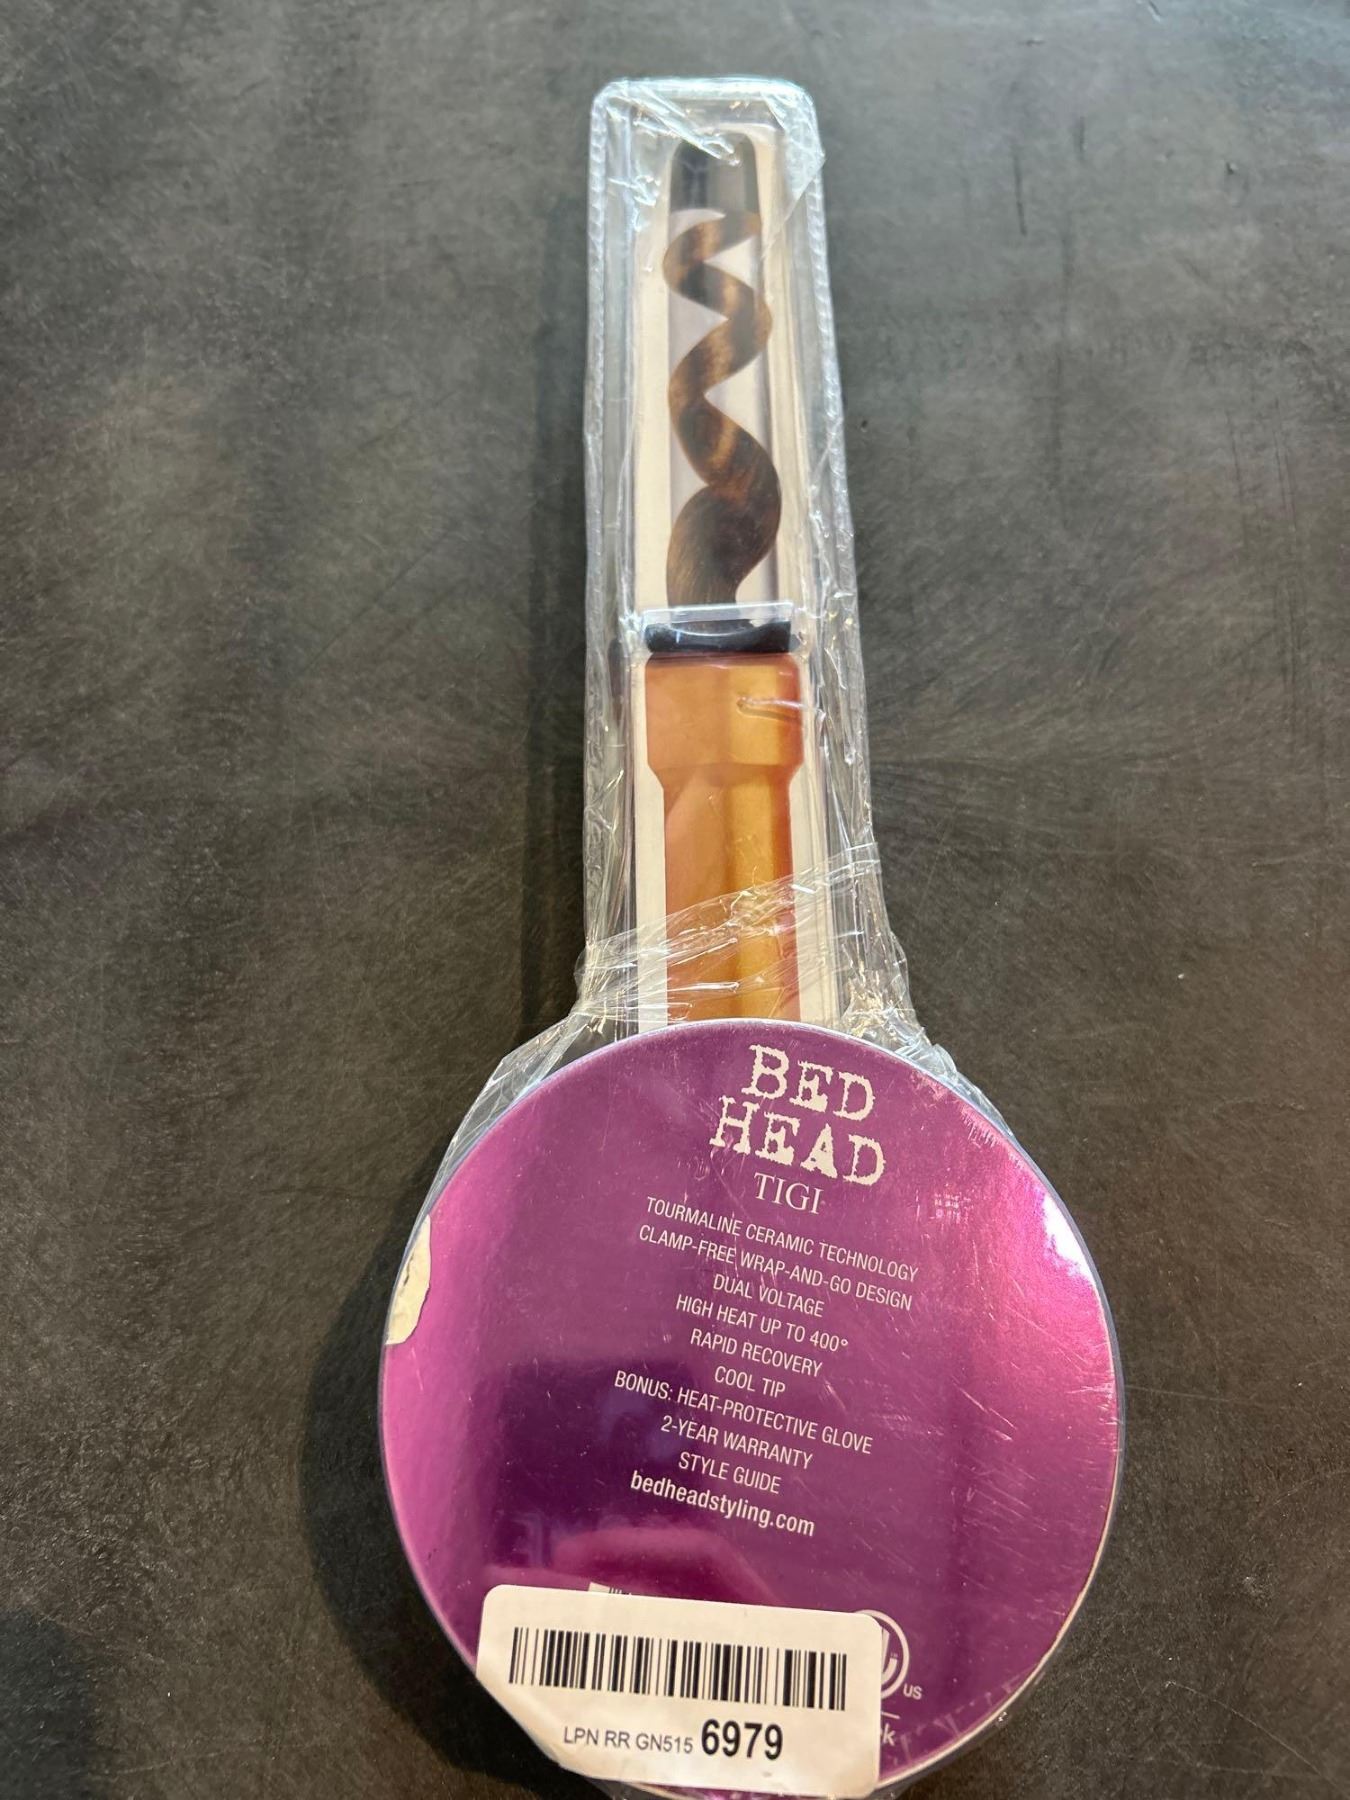 BED
HEAD
TIGI
TOURMALINE CERAMIC TECHNOLOGY
CLAMP-FREE WRAP-AND-GO DESIGN
DUAL VOLTAGE
HIGH HEAT UP TO 400°
RAPID RECOVERY
COOL TIP
BONUS: HEAT-PROTECTIVE GLOVE
2-YEAR WARRANTY
STYLE GUIDE
bedheadstyling.com
US
LPN RR GN515 6979